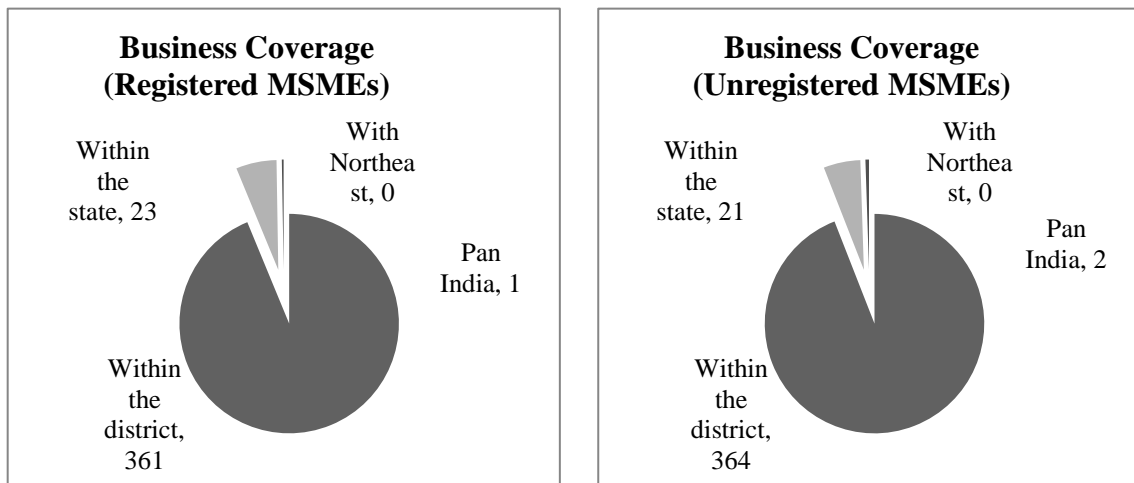 Business Coverage
(Registered MSMEs)
With
Northea
st, 0
Within
the
state, 23
Pan
India, 1
Within
the
district,
361
Business Coverage
(Unregistered MSMEs)
With
Northea
st, 0
Within
the
state, 21
Pan
India, 2
Within
the
district,
364